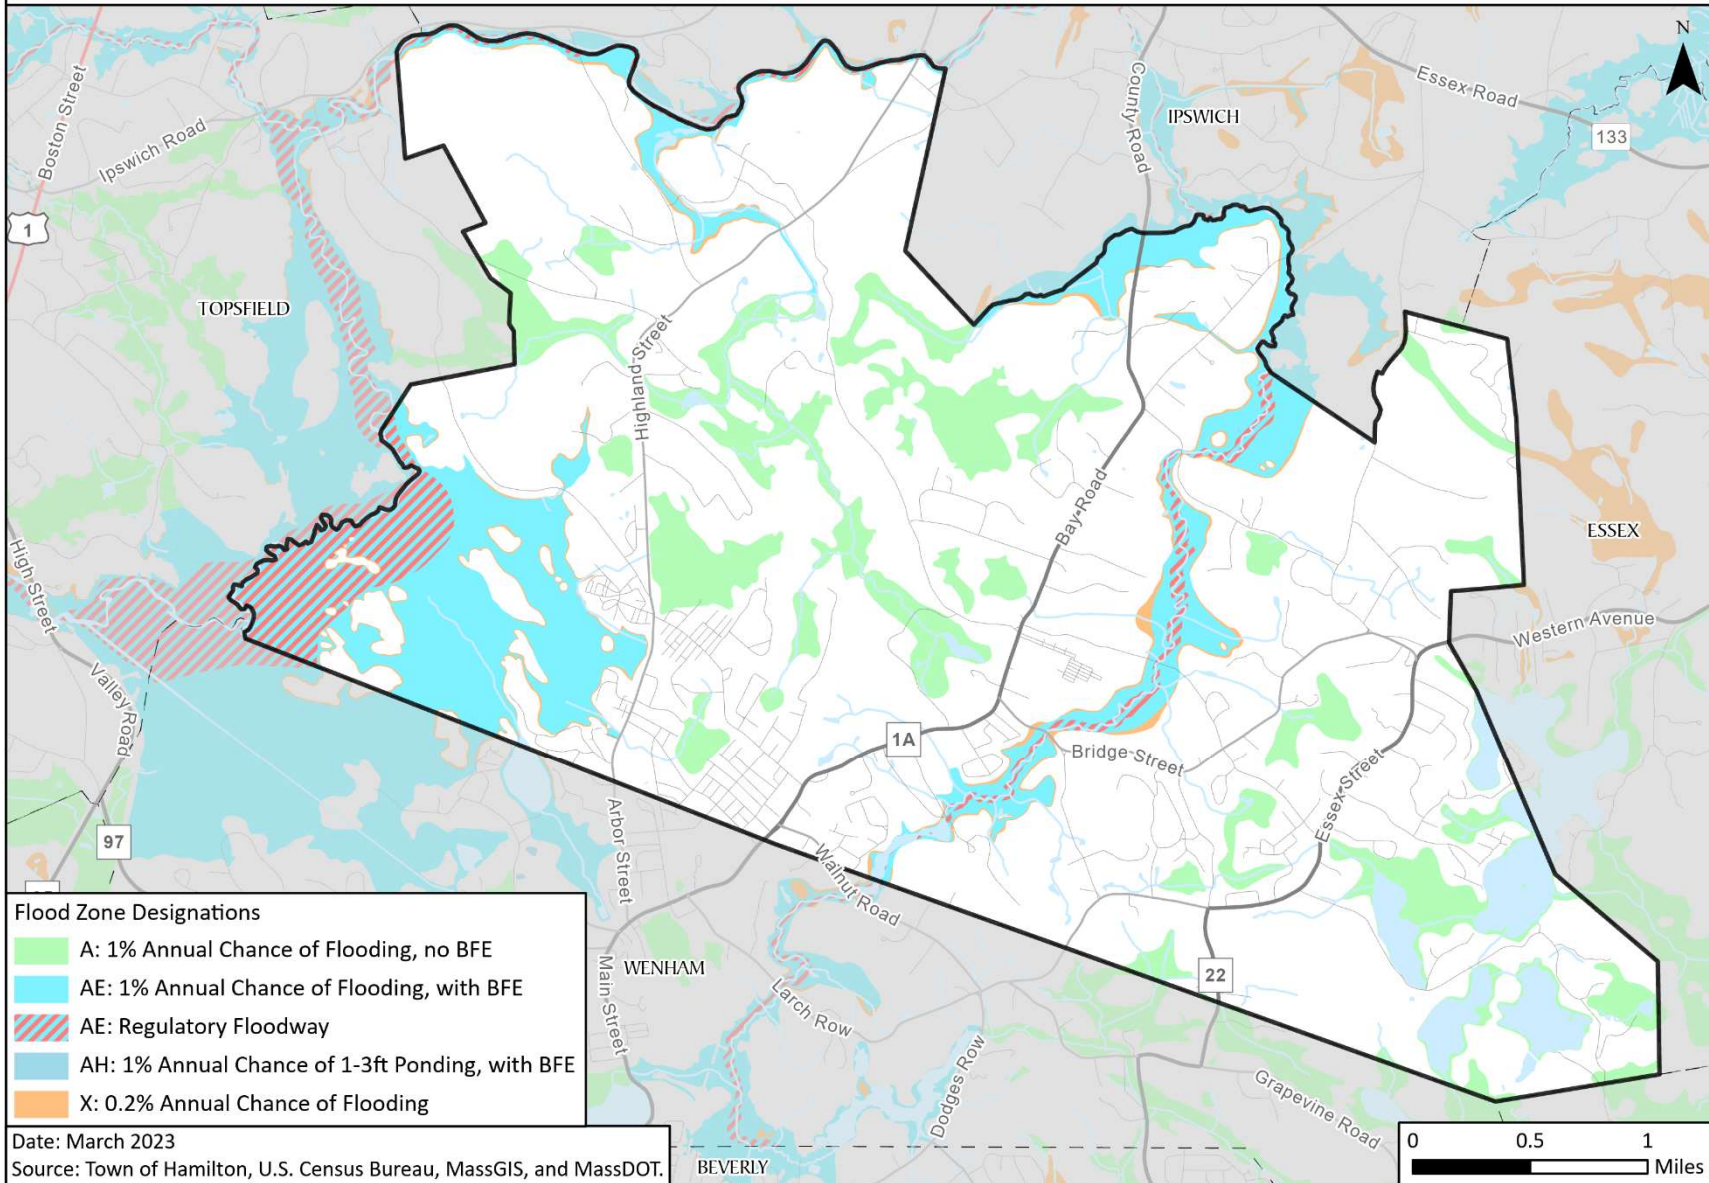 N
Boston Street
Ipswich Road
1
County Road
IPSWICH
Essex Road
133
TOPSFIELD
Highland Street
Bay Road
ESSEX
High Street
Valley Road
Western Avenue
1A
Bridge Street
Essex Street
97
Arbor Street
Walnut Road
WENHAM
Main Street
Larch Row
22
Dodges Row
Grapevine Road
BEVERLY
Flood Zone Designations
A: 1% Annual Chance of Flooding, no BFE
AE: 1% Annual Chance of Flooding, with BFE
AE: Regulatory Floodway
AH: 1% Annual Chance of 1-3ft Ponding, with BFE
X: 0.2% Annual Chance of Flooding
Date: March 2023
Source: Town of Hamilton, U.S. Census Bureau, MassGIS, and MassDOT.
0 0.5 1
Miles